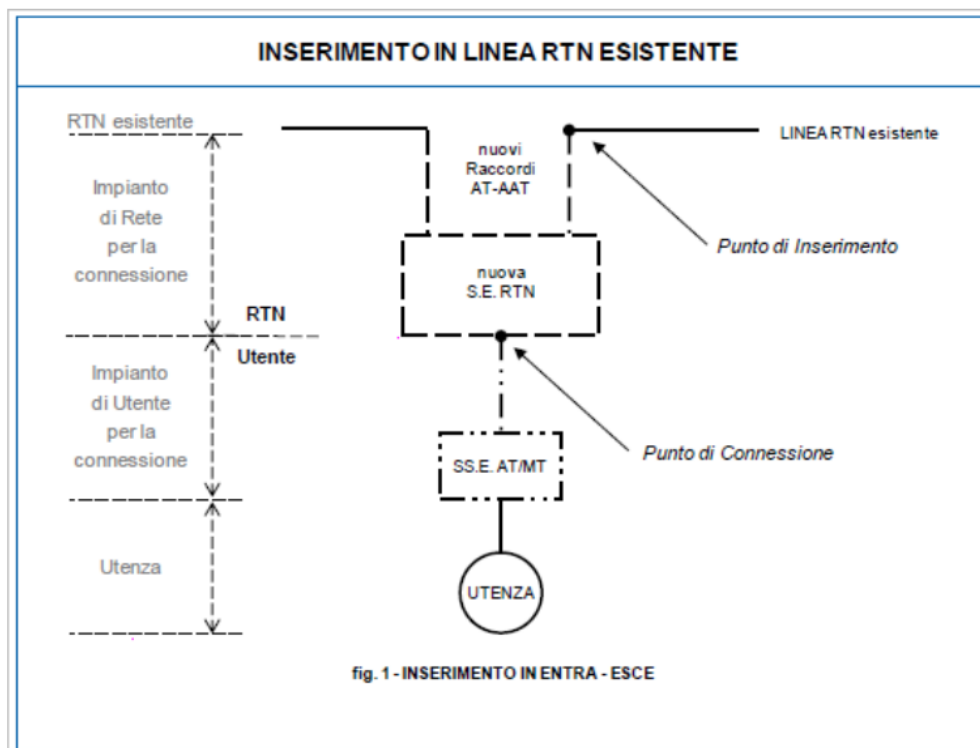 INSERIMENTO IN LINEA RTN ESISTENTE
RTN esistente
LINEA RTN esistente
nuovi
Raccordi
AT-AAT
Impianto
di Rete
per la
connessione
Punto di Inserimento
nuova
S.E. RTN
RTN
Utente
Impianto
di Utente
per la
connessione
Punto di Connessione
SS.E. AT/MT
Utenza
UTENZA
fig. 1 - INSERIMENTO IN ENTRA - ESCE